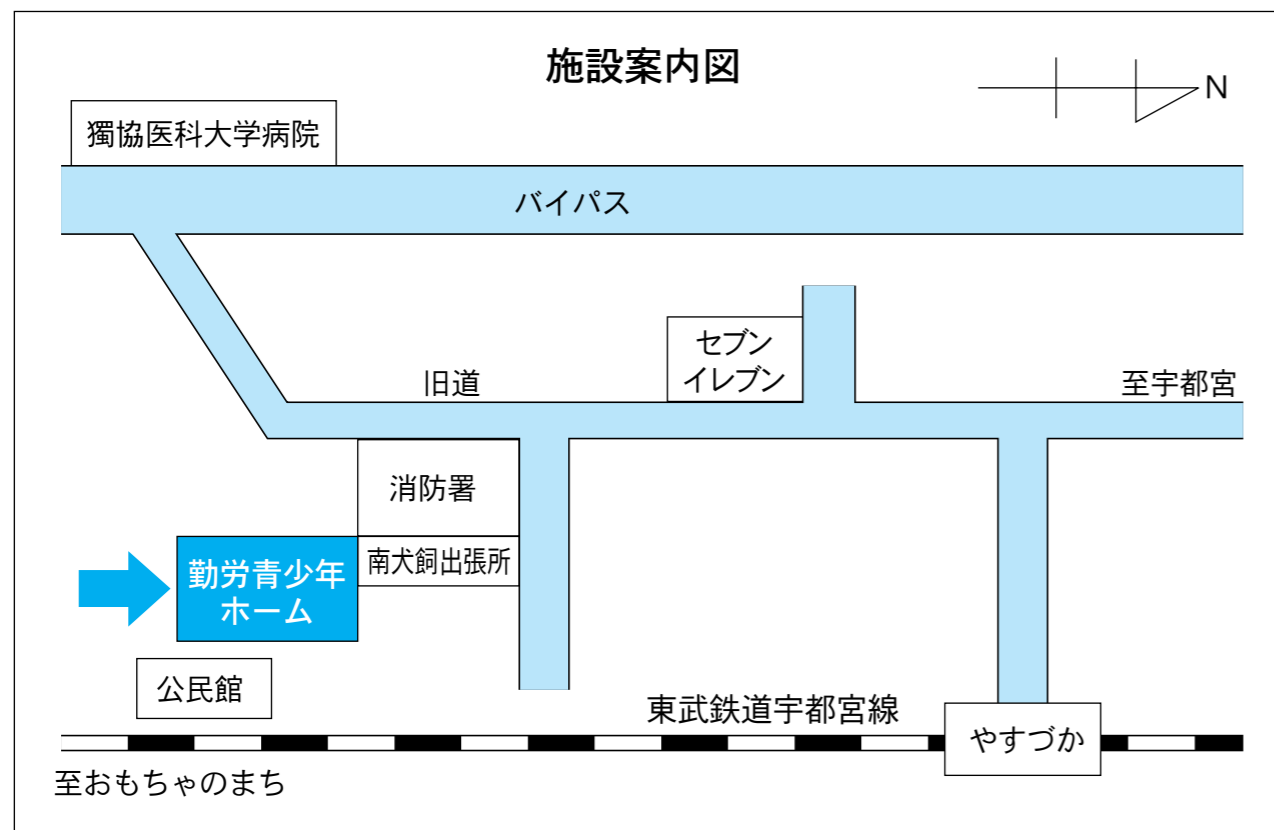 施設案内図
N
獨協医科大学病院
バイパス
セブン
イレブン
旧道
至宇都宮
消防署
南犬飼出張所
勤労青少年
ホーム
公民館
東武鉄道宇都宮線
やすづか
至おもちゃのまち